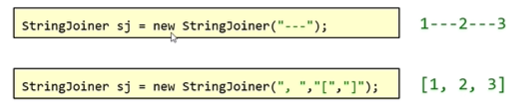 StringJoiner sj = new StringJoiner("---"); 1---2---3
StringJoiner sj = new StringJoiner(", ","[","]"); [1, 2, 3]